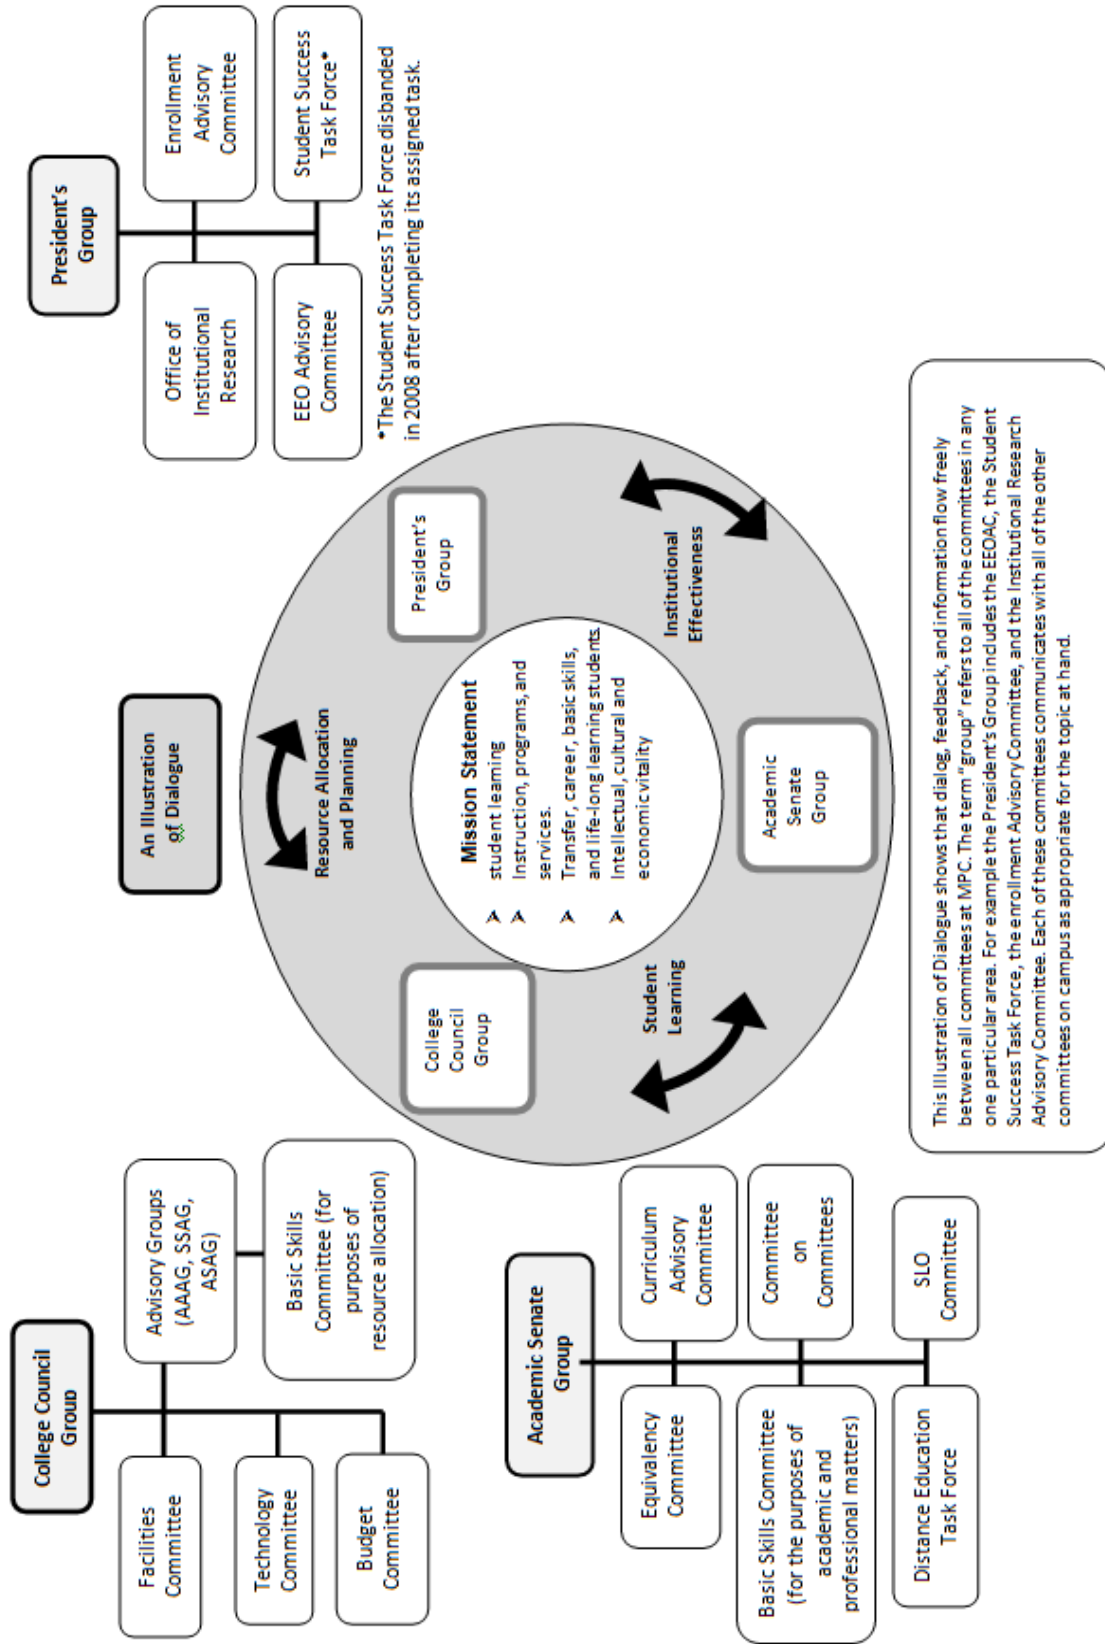 An Illustration
of Dialogue
College Council
Group
Facilities
Committee
Advisory Groups
(AAAG, SSAG,
ASAG)
Technology
Committee
Basic Skills
Committee (for
purposes of
resource allocation)
Budget
Committee
President's
Group
Office of
Institutional
Research
Enrollment
Advisory
Committee
EEO Advisory
Committee
Student Success
Task Force*
*The Student Success Task Force disbanded
in 2008 after completing its assigned task.
Resource Allocation
and Planning
College
Council
Group
President's
Group
Mission Statement
➢ student learning
➢ Instruction, programs, and
services.
➢ Transfer, career, basic skills,
and life-long learning students.
➢ Intellectual, cultural and
economic vitality
Student
Learning
Institutional
Effectiveness
Academic
Senate
Group
Academic Senate
Group
Equivalency
Committee
Curriculum
Advisory
Committee
Basic Skills Committee
(for the purposes of
academic and
professional matters)
Committee
on
Committees
Distance Education
Task Force
SLO
Committee
This Illustration of Dialogue shows that dialog, feedback, and information flow freely
between all committees at MPC. The term "group" refers to all of the committees in any
one particular area. For example the President's Group includes the EEOAC, the Student
Success Task Force, the enrollment Advisory Committee, and the Institutional Research
Advisory Committee. Each of these committees communicates with all of the other
committees on campus as appropriate for the topic at hand.